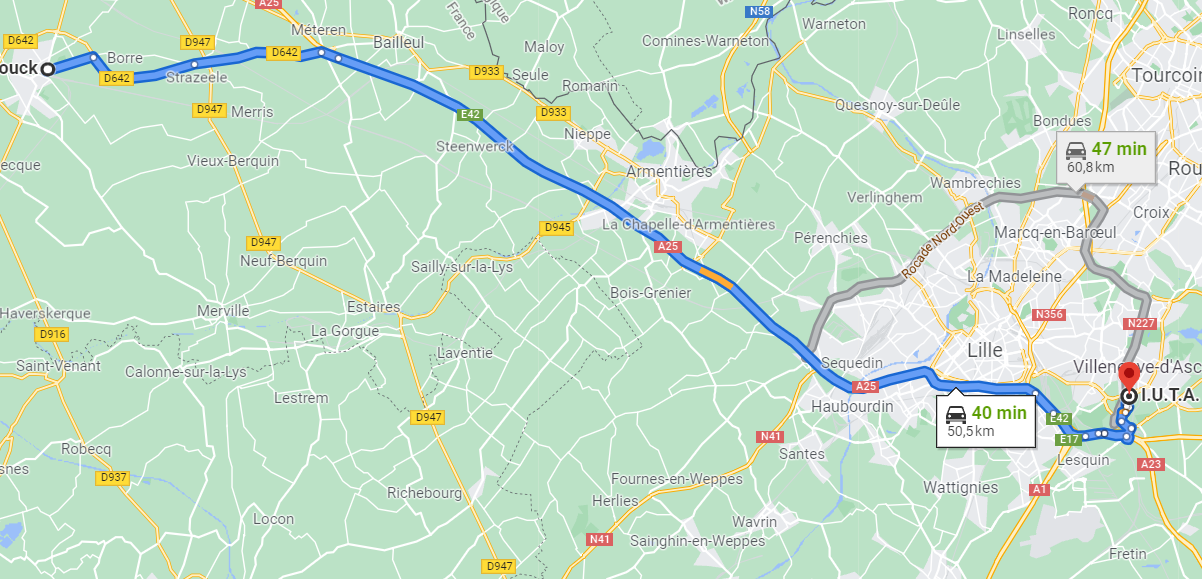 A25
France
N58
Warneton
Roncq
Linselles
D642
D947
Méteren
Bailleul
Comines-Warneton
Borre
D642
Maloy
Tourcoin
ouck
D642
Strazeele
D933
Seule
Romarin
D947
Merris
E42
D933
Quesnoy-sur-Deûle
Bondues
Nieppe
Steenwerck
47 min
60,8 km
ecque
Vieux-Berquin
Armentières
Wambrechies
Rou
Verlinghem
Croix
D945
La Chapelle-d'Armentières
Rocade Nord-Ouest
Marcq-en-Barœul
D947
A25
Pérenchies
Neuf-Berquin
Sailly-sur-la-Lys
La Madeleine
Bois-Grenier
Haverskerque
Merville
Estaires
N356
D916
La Gorgue
N227
Laventie
Lille
Saint-Venant
Calonne-sur-la-Lys
Sequedin
Villeneuve-d'Asc
A25
Lestrem
Haubourdin
I.U.T.A.
40 min
50,5 km
D947
E42
N41
E17
Robecq
Santes
Lesquin
A23
snes
D937
Fournes-en-Weppes
Wattignies
A1
Richebourg
Herlies
Locon
Wavrin
N41
Sainghin-en-Weppes
Fretin
D947